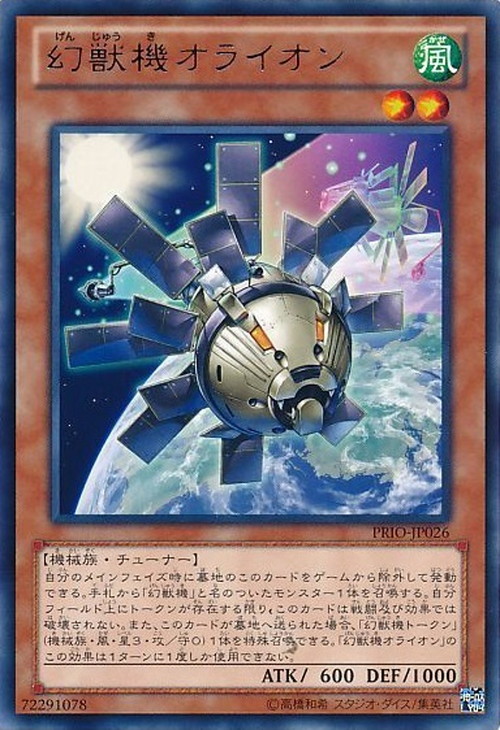 げん じゅう き
幻獣機オライオン
かぜ
風
PRIO-JP026
【機械族・チューナー】
自分のメインフェイズ時に墓地のこのカードをゲームから除外して発動
できる。手札から「幻獣機」と名のついたモンスター1体を召喚する。自分
フィールド上にトークンが存在する限り、このカードは戦闘及び効果では
破壊されない。また、このカードが墓地へ送られた場合、「幻獣機トークン」
(機械族・風・星3・攻/守0)1体を特殊召喚できる。「幻獣機オライオン」の
この効果は1ターンに1度しか使用できない。
ATK/ 600 DEF/1000
72291078
©高橋和希 スタジオ・ダイス/集英社